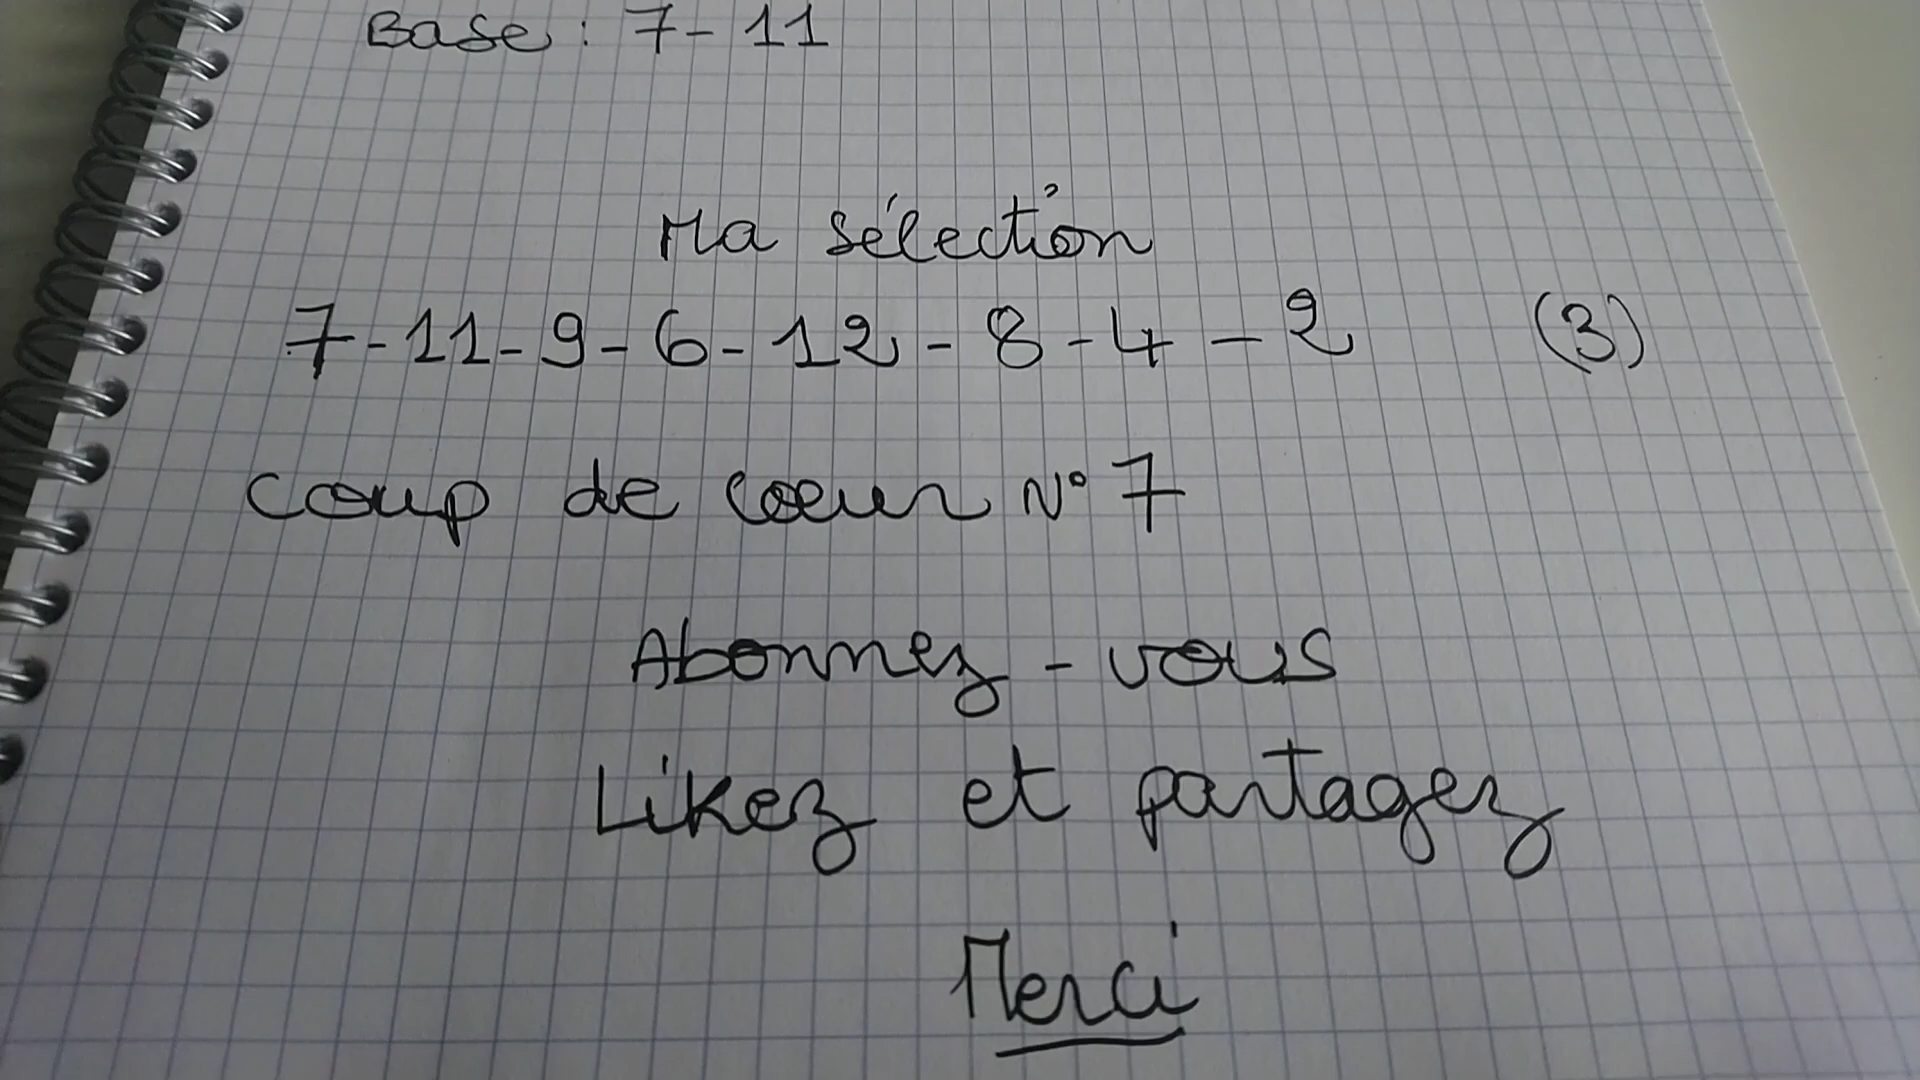 Base : 7 - 11
Ma sélection
7 - 11 - 9 - 6 - 12 - 8 - 4 - 2 (3)
coup de coeur N° 7
Abonnez - vous
Likez et partagez
Merci